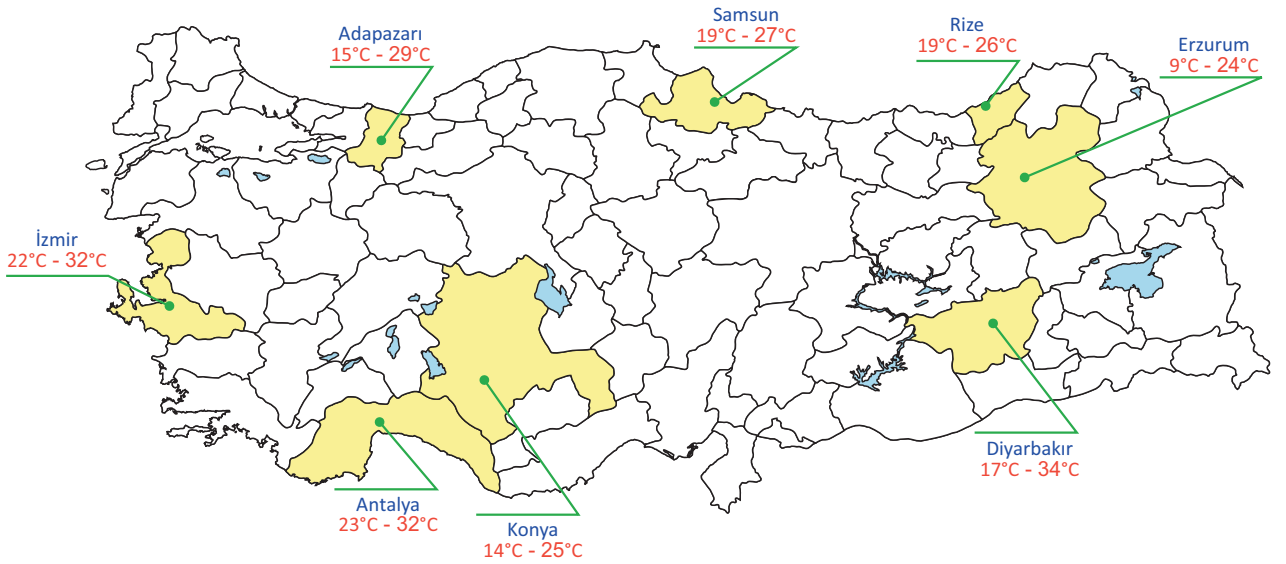 Samsun
19°C - 27°C
Rize
19°C - 26°C
Adapazarı
15°C - 29°C
Erzurum
9°C - 24°C
İzmir
22°C - 32°C
Diyarbakır
17°C - 34°C
Antalya
23°C - 32°C
Konya
14°C - 25°C